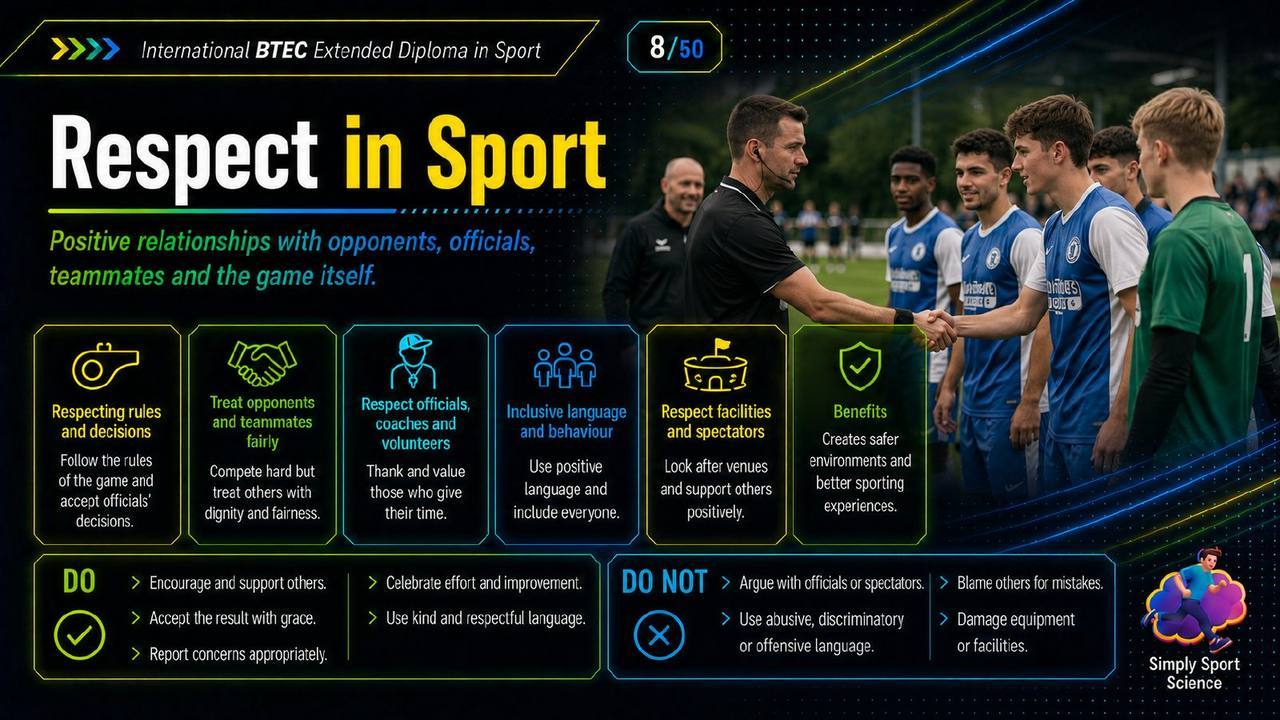 International BTEC Extended Diploma in Sport
8/50
Respect in Sport
Positive relationships with opponents, officials,
teammates and the game itself.
Respecting rules
and decisions
Follow the rules
of the game and
accept officials'
decisions.
Treat opponents
and teammates
fairly
Compete hard but
treat others with
dignity and fairness.
Respect officials,
coaches and
volunteers
Thank and value
those who give
their time.
Inclusive language
and behaviour
Use positive
language and
include everyone.
Respect facilities
and spectators
Look after venues
and support others
positively.
Benefits
Creates safer
environments and
better sporting
experiences.
DO
Encourage and support others.
Accept the result with grace.
Report concerns appropriately.
Celebrate effort and improvement.
Use kind and respectful language.
DO NOT
Argue with officials or spectators.
Use abusive, discriminatory
or offensive language.
Blame others for mistakes.
Damage equipment
or facilities.
1
Simply Sport
Science